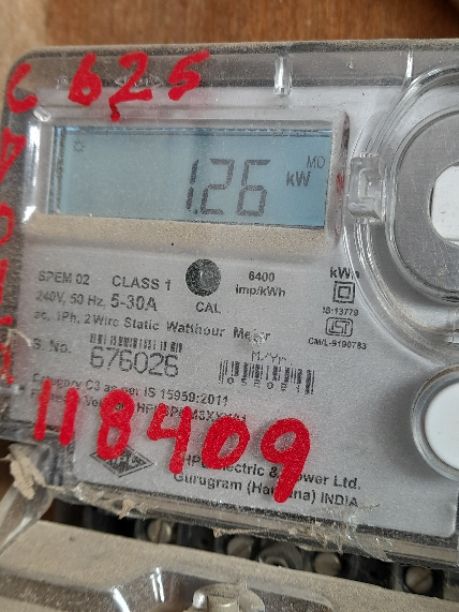 625
MD
1.26 kW
SPEM 02 CLASS 1
6400 imp/kWh
kWh
240V, 50 Hz, 5-30A
CAL
IS 13779
ac, 1Ph, 2 Wire Static Watthour Meter
CM/L-9190783
S. No. 676026
M./Yr.
Category C3 as per IS 15959:2011
118409
Electric & Power Ltd.
Gurugram (Haryana) INDIA